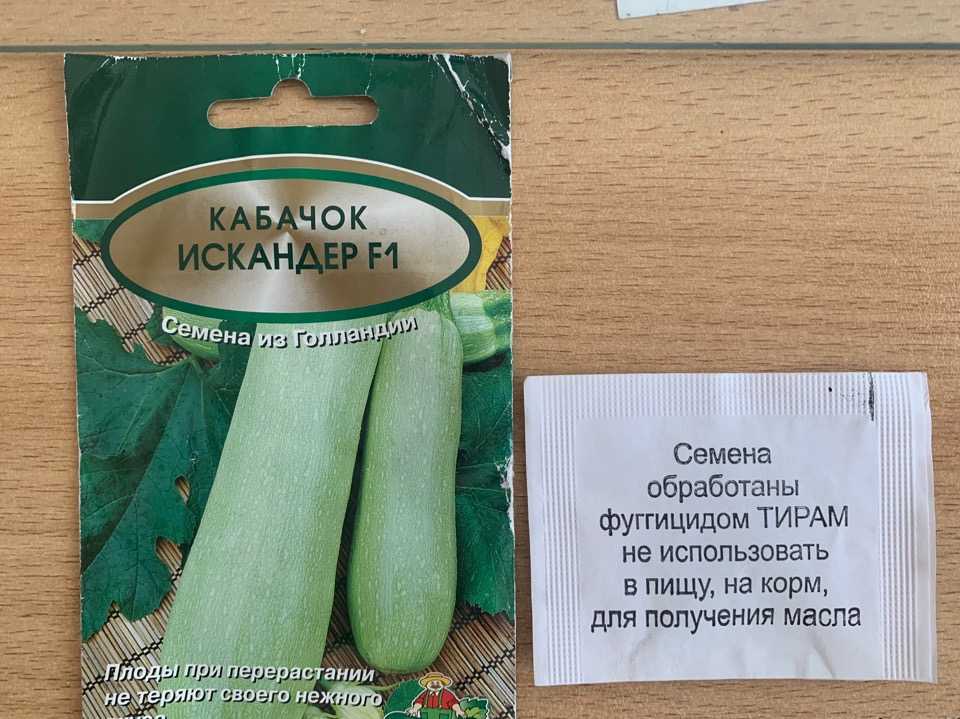 КАБАЧОК
ИСКАНДЕР F1
Семена из Голландии
Плоды при перерастании
не теряют своего нежного
Семена
обработаны
фуггицидом ТИРАМ
не использовать
в пищу, на корм,
для получения масла